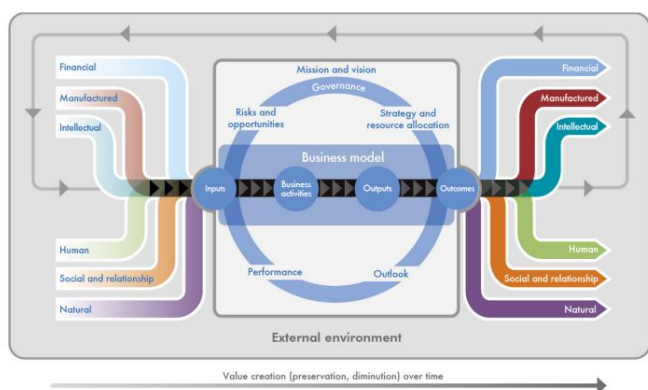 Financial
Manufactured
Intellectual
Human
Social and relationship
Natural
Mission and vision
Governance
Risks and
opportunities
Strategy and
resource allocation
Business model
Inputs
Business
activities
Outputs
Outcomes
Performance
Outlook
Financial
Manufactured
Intellectual
Human
Social and relationship
Natural
External environment
Value creation (preservation, diminution) over time